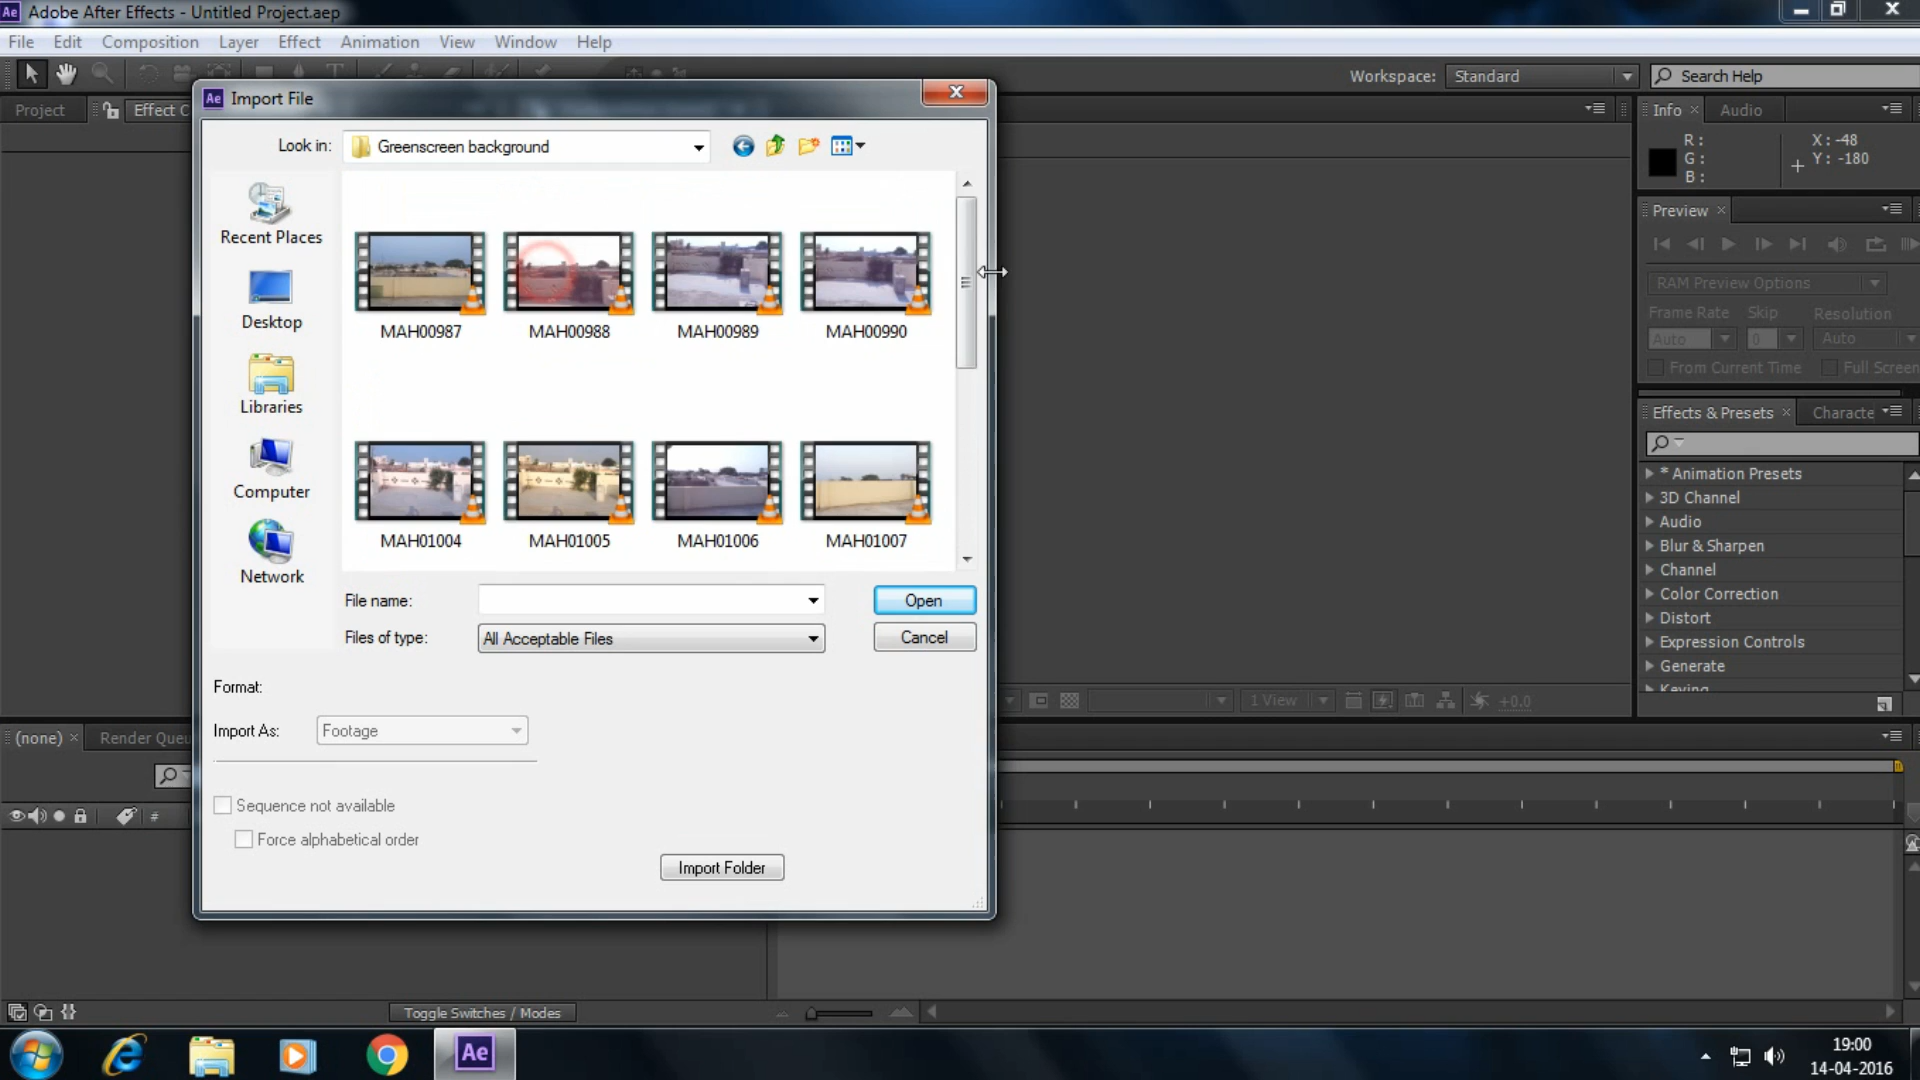 Ae Adobe After Effects - Untitled Project.aep
File Edit Composition Layer Effect Animation View Window Help
Workspace: Standard Search Help
Project Effect C
Ae Import File
Info Audio
Look in: Greenscreen background
R : X : -48
G : Y : -180
B :
Recent Places
Desktop
Libraries
Computer
Network
MAH00987 MAH00988 MAH00989 MAH00990
MAH01004 MAH01005 MAH01006 MAH01007
File name: Open
Files of type: All Acceptable Files Cancel
Format:
Import As: Footage
Sequence not available
Force alphabetical order
Import Folder
Preview
RAM Preview Options
Frame Rate Skip Resolution
Auto 0 Auto
From Current Time Full Screen
Effects & Presets Characte
* Animation Presets
3D Channel
Audio
Blur & Sharpen
Channel
Color Correction
Distort
Expression Controls
Generate
Keying
1 View +0.0
(none) Render Queu
#
Toggle Switches / Modes
Ae
19:00
14-04-2016